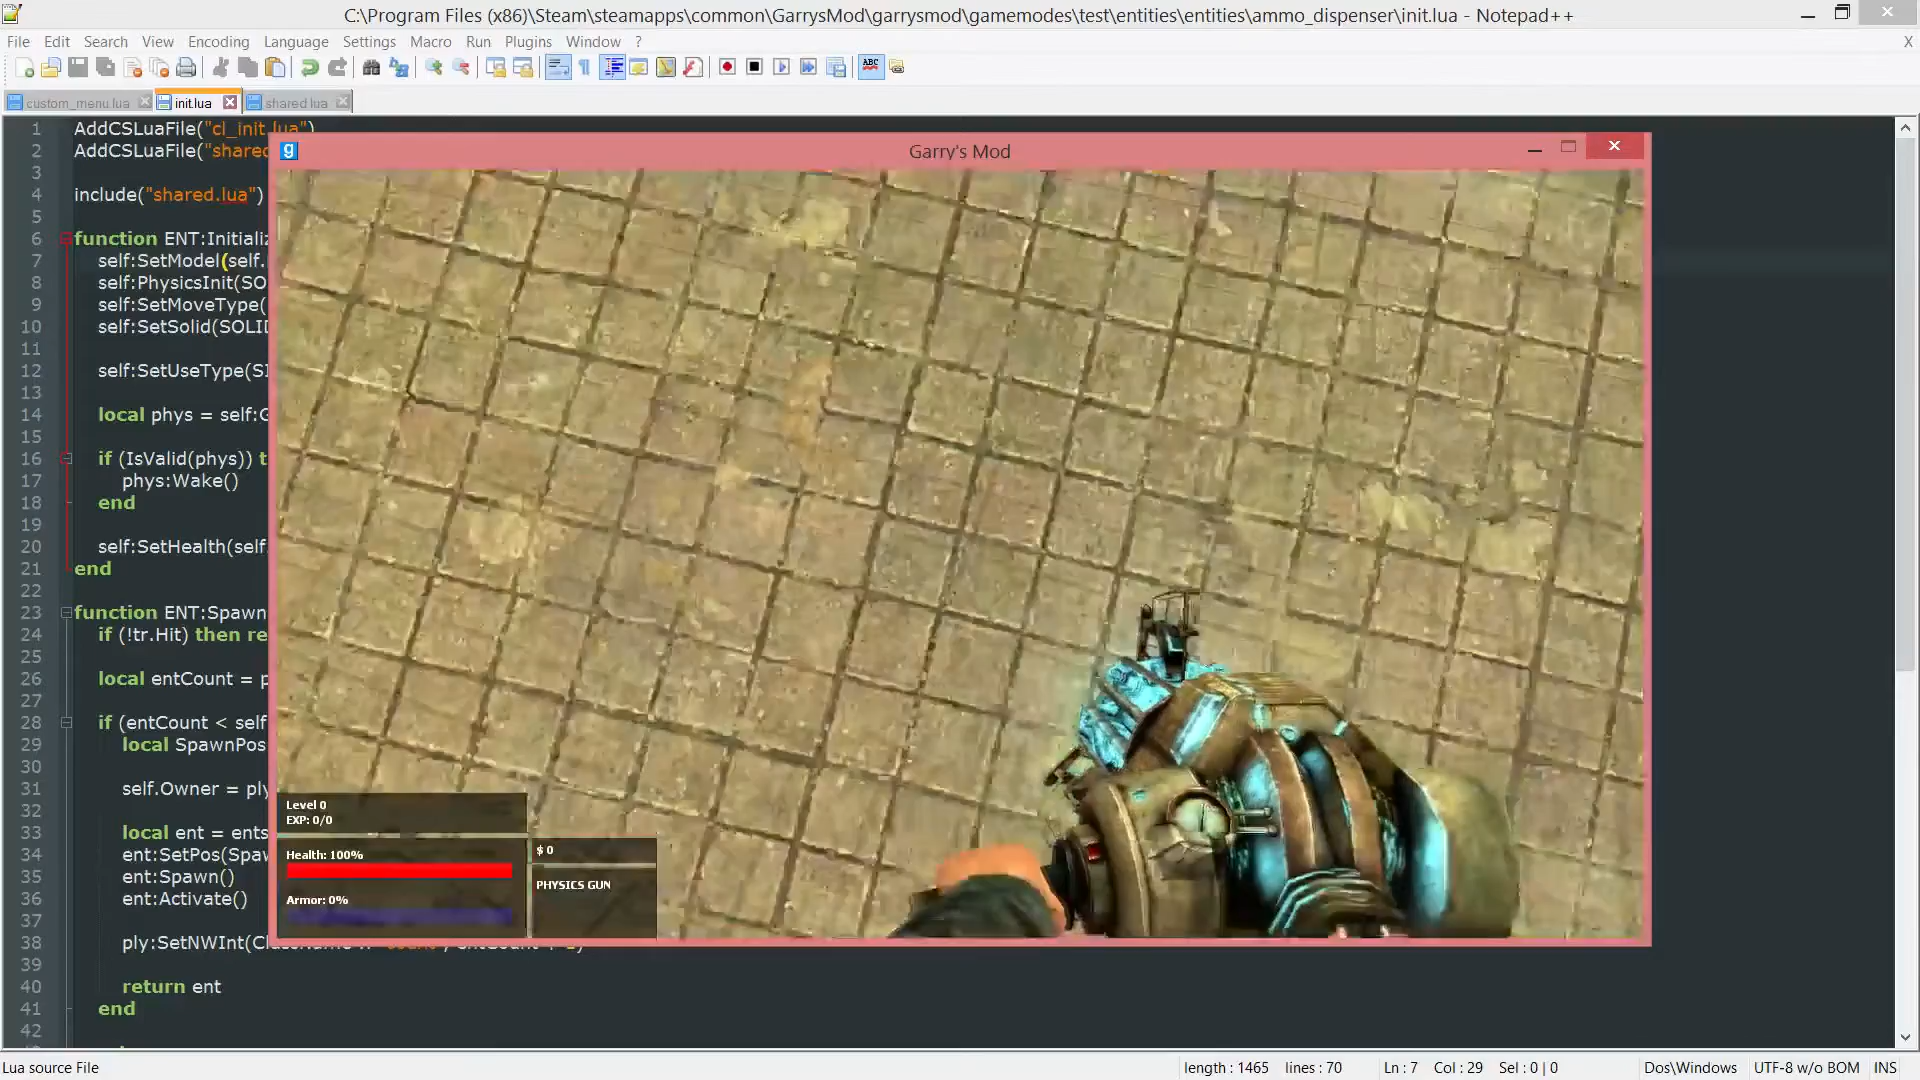 C:\Program Files (x86)\Steam\steamapps\common\GarrysMod\garrysmod\gamemodes\test\entities\entities\ammo_dispenser\init.lua - Notepad++
File Edit Search View Encoding Language Settings Macro Run Plugins Window ? X
custom_menu.lua init.lua shared.lua
1 AddCSLuaFile("cl_init.lua")
2 AddCSLuaFile("shared
Garry's Mod
3
4 include("shared.lua")
5
6 function ENT:Initializ
7 self:SetModel(self.
8 self:PhysicsInit(SO
9 self:SetMoveType(
10 self:SetSolid(SOLID
11
12 self:SetUseType(SI
13
14 local phys = self:G
15
16 if (IsValid(phys)) t
17 phys:Wake()
18 end
19
20 self:SetHealth(self.
21 end
22
23 function ENT:Spawn
24 if (!tr.Hit) then re
25
26 local entCount = p
27
28 if (entCount < self
29 local SpawnPos
30
31 self.Owner = ply
32
33 local ent = ents
34 ent:SetPos(Spaw
35 ent:Spawn()
36 ent:Activate()
37
38 ply:SetNWInt(
39
40 return ent
41 end
42
Level 0
EXP: 0/0
Health: 100%
Armor: 0%
$ 0
PHYSICS GUN
Lua source File length : 1465 lines : 70 Ln : 7 Col : 29 Sel : 0 | 0 Dos\Windows UTF-8 w/o BOM INS